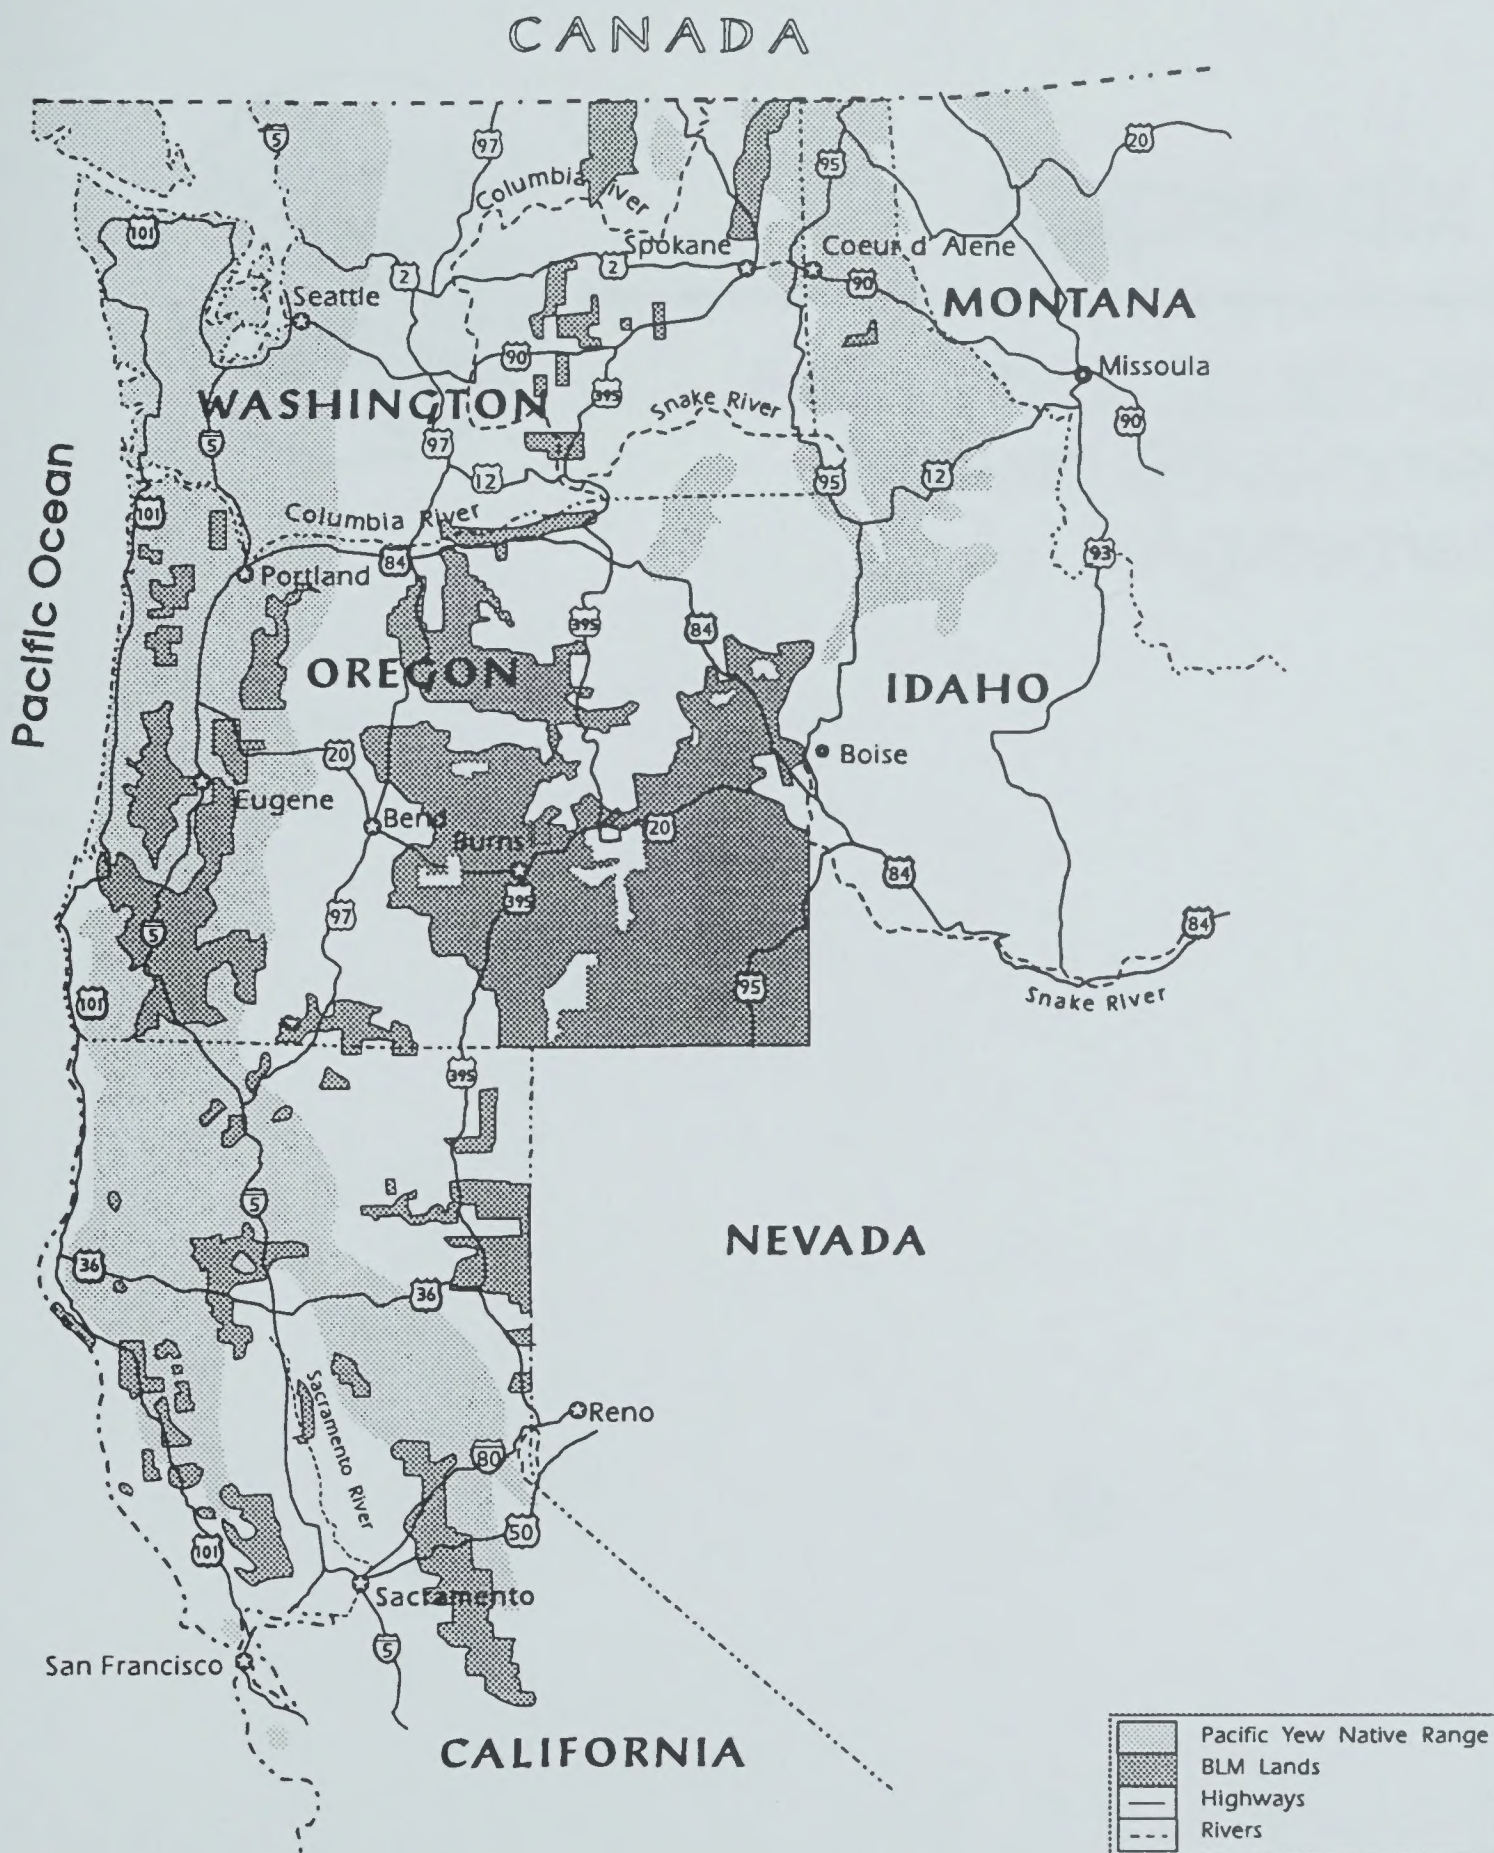 CANADA
5
97
95
20
Columbia River
101
Spokane
Coeur d' Alene
2
2
90
Seattle
MONTANA
90
Missoula
WASHINGTON
395
Snake River
90
5
97
12
95
12
101
Columbia River
84
93
Portland
Pacific Ocean
395
84
OREGON
IDAHO
20
Boise
Eugene
Bend
Burns
20
84
395
97
5
84
101
95
Snake River
395
5
NEVADA
36
36
Sacramento River
Reno
80
50
101
Sacramento
5
San Francisco
CALIFORNIA
Pacific Yew Native Range
BLM Lands
Highways
Rivers